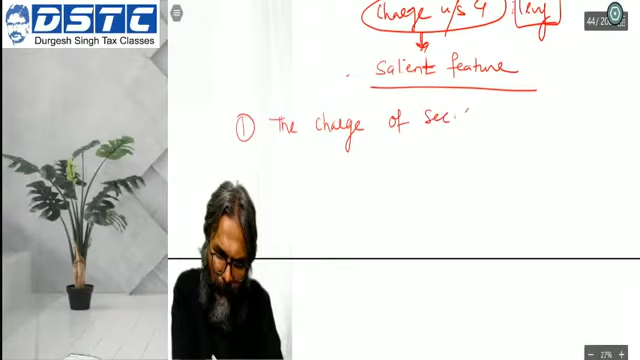 DSTC
Durgesh Singh Tax Classes
Charge u/s 4 levy
44/20
Salient feature
① The charge of sec.
27%